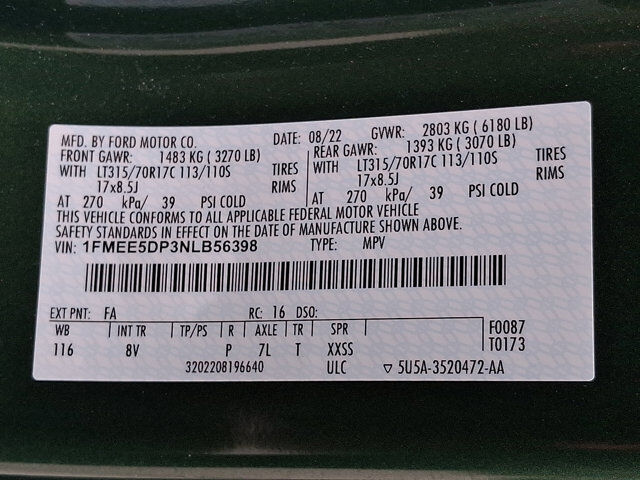 MFD. BY FORD MOTOR CO. DATE: 08/22 GVWR: 2803 KG ( 6180 LB)
FRONT GAWR: 1483 KG ( 3270 LB) REAR GAWR: 1393 KG ( 3070 LB)
WITH LT315/70R17C 113/110S TIRES WITH LT315/70R17C 113/110S TIRES
17x8.5J RIMS 17x8.5J RIMS
AT 270 kPa/ 39 PSI COLD AT 270 kPa/ 39 PSI COLD
THIS VEHICLE CONFORMS TO ALL APPLICABLE FEDERAL MOTOR VEHICLE
SAFETY STANDARDS IN EFFECT ON THE DATE OF MANUFACTURE SHOWN ABOVE.
VIN: 1FMEE5DP3NLB56398 TYPE: MPV
EXT PNT: FA RC: 16 DSO:
WB INT TR TP/PS R AXLE TR SPR F0087
116 8V P 7L T XXSS T0173
3202208196640 ULC ▽ 5U5A-3520472-AA